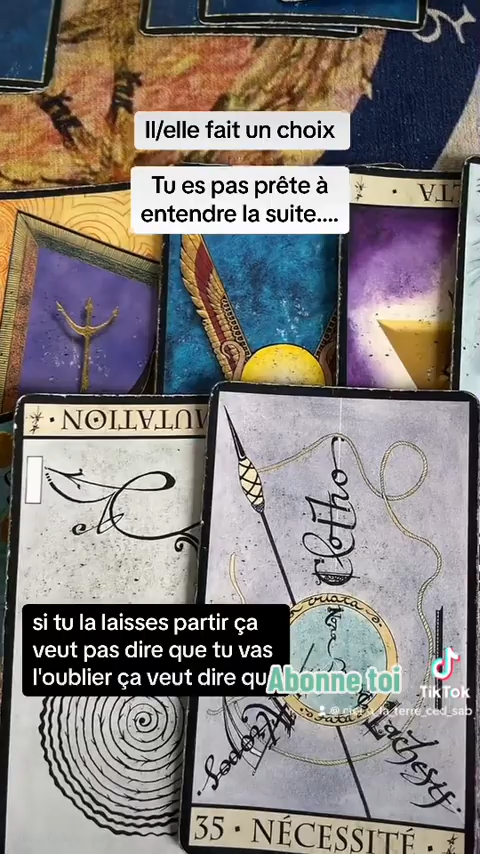 Il/elle fait un choix
Tu es pas prête à
entendre la suite....
MUTATION
Clotho
si tu la laisses partir ça
veut pas dire que tu vas
l'oublier ça veut dire qu
Abonne toi
TikTok
Atropos
Lachesis
35 • NÉCESSITÉ •